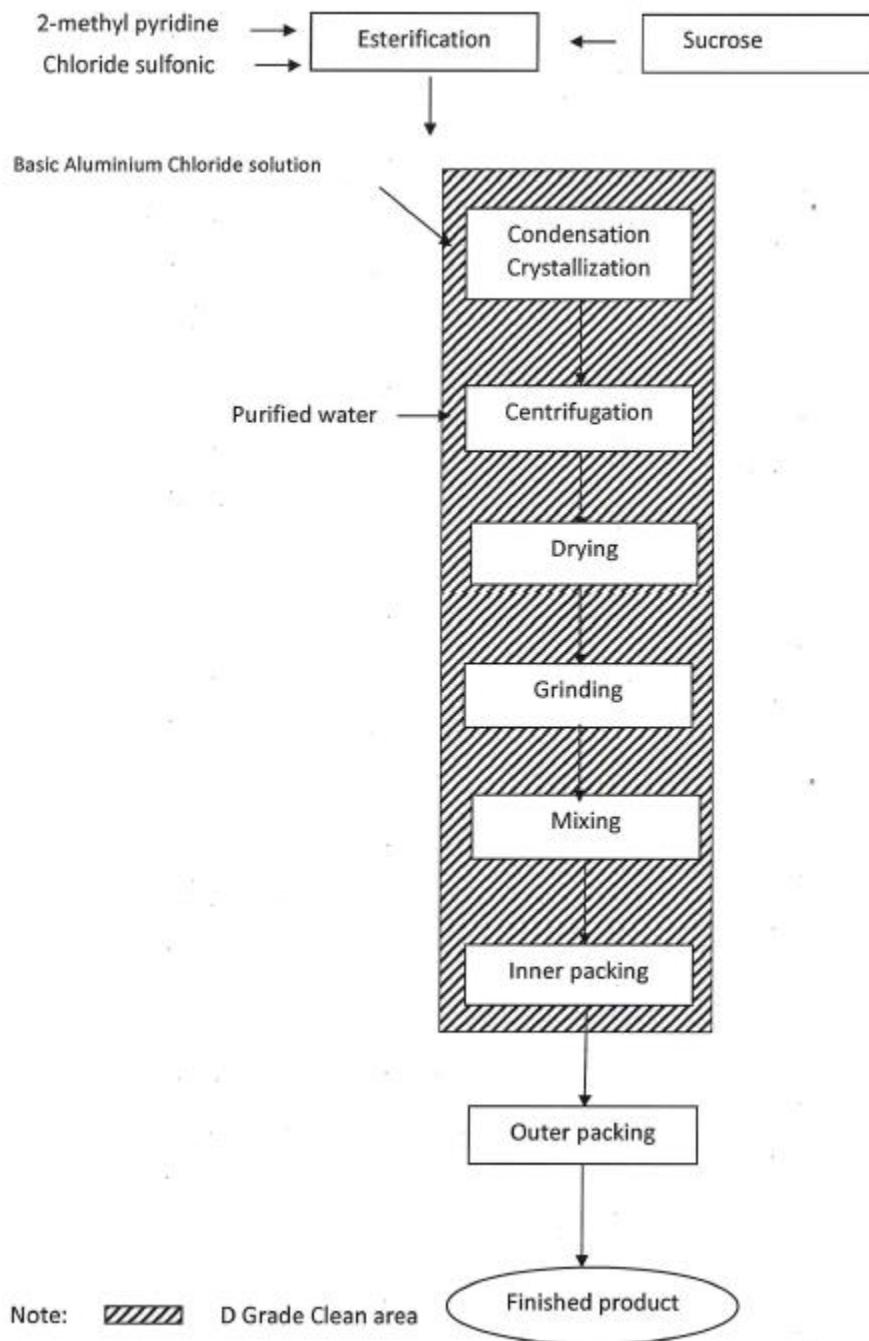 2-methyl pyridine
Chloride sulfonic
Esterification
Sucrose
Basic Aluminium Chloride solution
Condensation
Crystallization
Purified water
Centrifugation
Drying
Grinding
Mixing
Inner packing
Outer packing
Finished product
Note:
D Grade Clean area